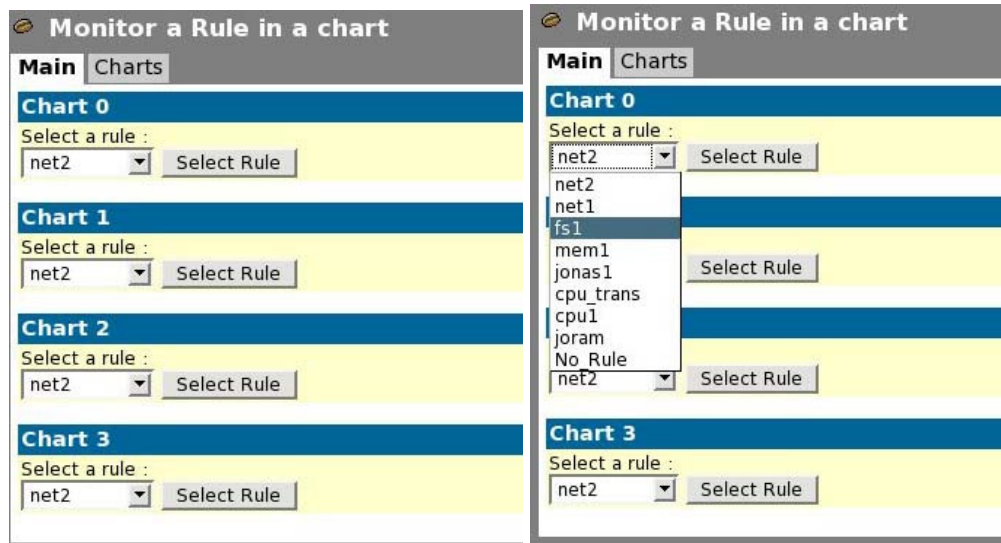 Monitor a Rule in a chart
Main Charts
Chart 0
Select a rule :
net2 Select Rule
Chart 1
Select a rule :
net2 Select Rule
Chart 2
Select a rule :
net2 Select Rule
Chart 3
Select a rule :
net2 Select Rule
Monitor a Rule in a chart
Main Charts
Chart 0
Select a rule :
net2 Select Rule
net2
net1
fs1
mem1
jonas1
Select Rule
cpu_trans
cpu1
joram
No_Rule
net2 Select Rule
Chart 3
Select a rule :
net2 Select Rule